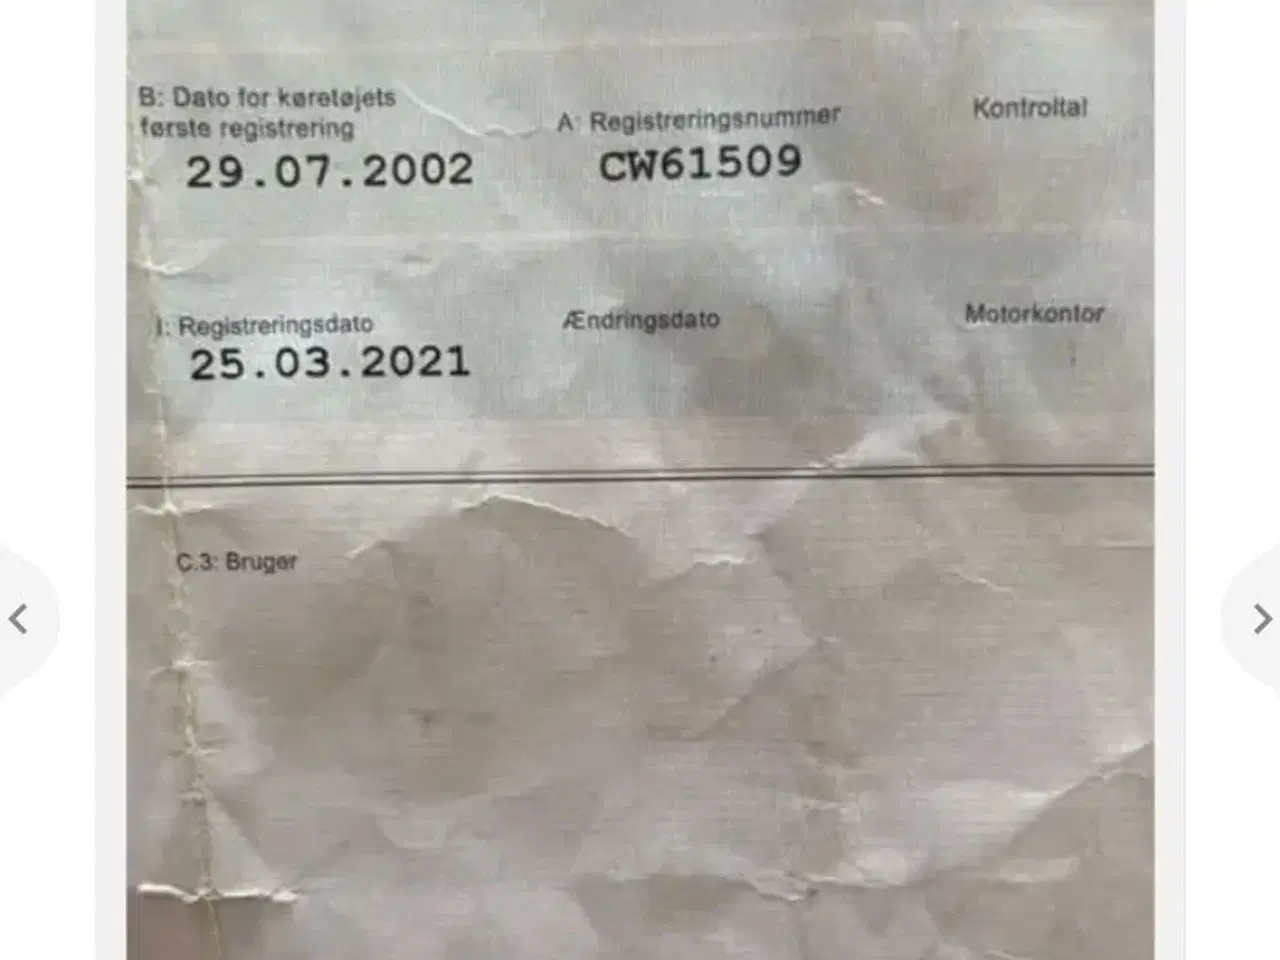 B: Dato for køretøjets
første registrering
29.07.2002
A: Registreringsnummer
CW61509
Kontroltal
I: Registreringsdato
25.03.2021
Ændringsdato
Motorkontor
C.3: Bruger